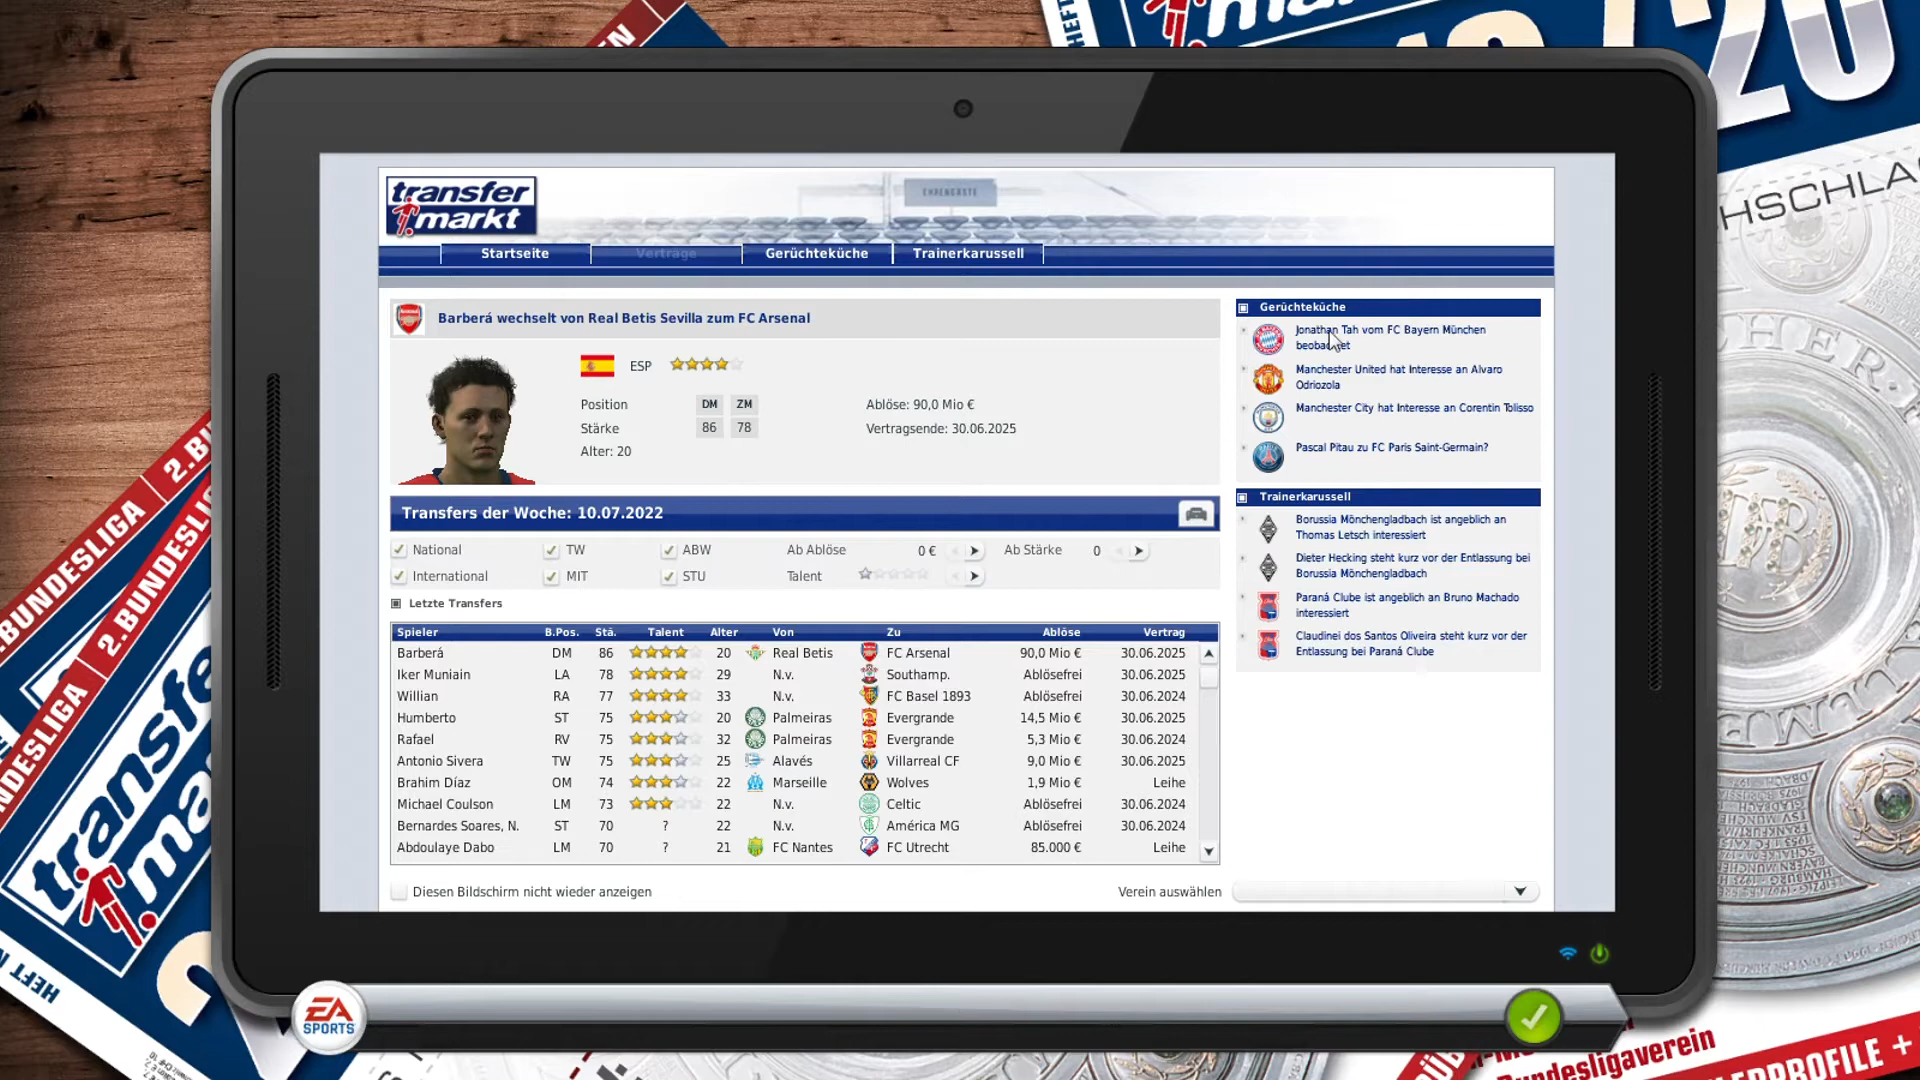 transfer
markt
EHRENGÄSTE
Startseite
Verträge
Gerüchteküche
Trainerkarussell
Barberá wechselt von Real Betis Sevilla zum FC Arsenal
ESP
Position DM ZM
Stärke 86 78
Alter: 20
Ablöse: 90,0 Mio €
Vertragsende: 30.06.2025
Transfers der Woche: 10.07.2022
National TW ABW Ab Ablöse 0 € Ab Stärke 0
International MIT STU Talent
Letzte Transfers
Spieler B.Pos. Stä. Talent Alter Von Zu Ablöse Vertrag
Barberá DM 86 20 Real Betis FC Arsenal 90,0 Mio € 30.06.2025
Iker Muniain LA 78 29 N.v. Southamp. Ablösefrei 30.06.2025
Willian RA 77 33 N.v. FC Basel 1893 Ablösefrei 30.06.2024
Humberto ST 75 20 Palmeiras Evergrande 14,5 Mio € 30.06.2025
Rafael RV 75 32 Palmeiras Evergrande 5,3 Mio € 30.06.2024
Antonio Sivera TW 75 25 Alavés Villarreal CF 9,0 Mio € 30.06.2025
Brahim Díaz OM 74 22 Marseille Wolves 1,9 Mio € Leihe
Michael Coulson LM 73 22 N.v. Celtic Ablösefrei 30.06.2024
Bernardes Soares, N. ST 70 ? 22 N.v. América MG Ablösefrei 30.06.2024
Abdoulaye Dabo LM 70 ? 21 FC Nantes FC Utrecht 85.000 € Leihe
Diesen Bildschirm nicht wieder anzeigen
Verein auswählen
Gerüchteküche
Jonathan Tah vom FC Bayern München
beobachtet
Manchester United hat Interesse an Alvaro
Odriozola
Manchester City hat Interesse an Corentin Tolisso
Pascal Pitau zu FC Paris Saint-Germain?
Trainerkarussell
Borussia Mönchengladbach ist angeblich an
Thomas Letsch interessiert
Dieter Hecking steht kurz vor der Entlassung bei
Borussia Mönchengladbach
Paraná Clube ist angeblich an Bruno Machado
interessiert
Claudinei dos Santos Oliveira steht kurz vor der
Entlassung bei Paraná Clube
EA
SPORTS
2.BUNDESLIGA
2.BUNDESLIGA
transfer
HEFT
Bundesligaverein